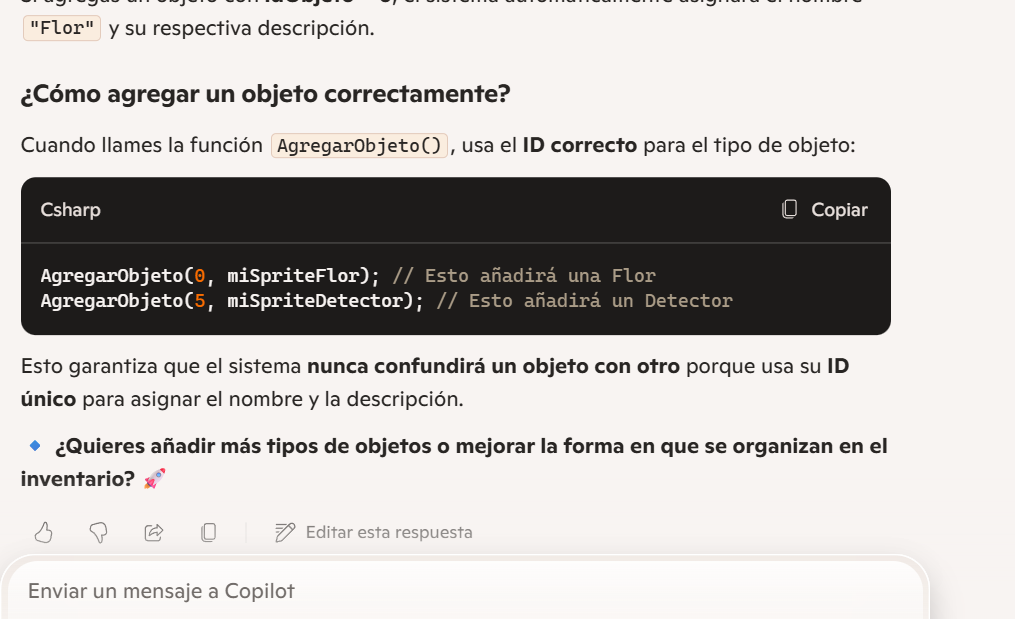 "Flor" y su respectiva descripción.
¿Cómo agregar un objeto correctamente?
Cuando llames la función AgregarObjeto(), usa el ID correcto para el tipo de objeto:
Csharp
Copiar
AgregarObjeto(0, miSpriteFlor); // Esto añadirá una Flor
AgregarObjeto(5, miSpriteDetector); // Esto añadirá un Detector
Esto garantiza que el sistema nunca confundirá un objeto con otro porque usa su ID
único para asignar el nombre y la descripción.
🔹 ¿Quieres añadir más tipos de objetos o mejorar la forma en que se organizan en el
inventario? 🚀
Editar esta respuesta
Enviar un mensaje a Copilot